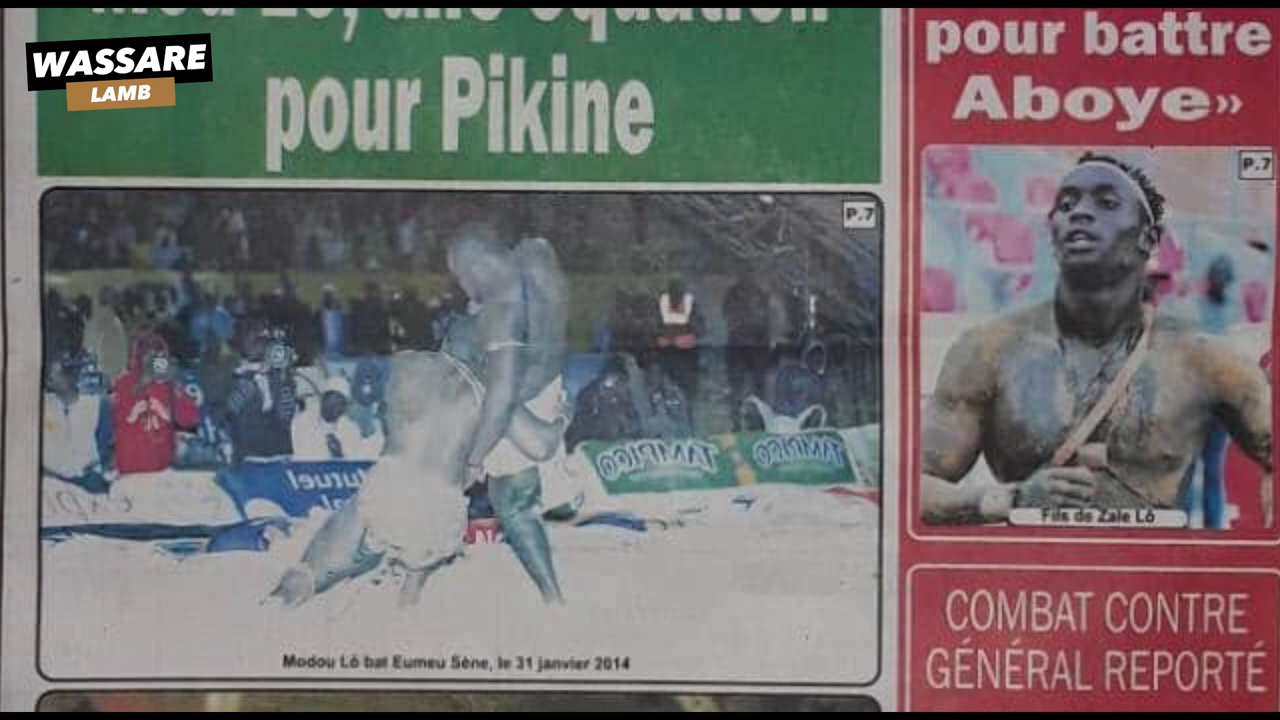 WASSARE
LAMB
pour Pikine
P.7
TAMPICO
TAMPICO
Modou Lô bat Eumeu Sène, le 31 janvier 2014
pour battre
Aboye»
P.7
Fils de Zale Lô
COMBAT CONTRE
GÉNÉRAL REPORTÉ